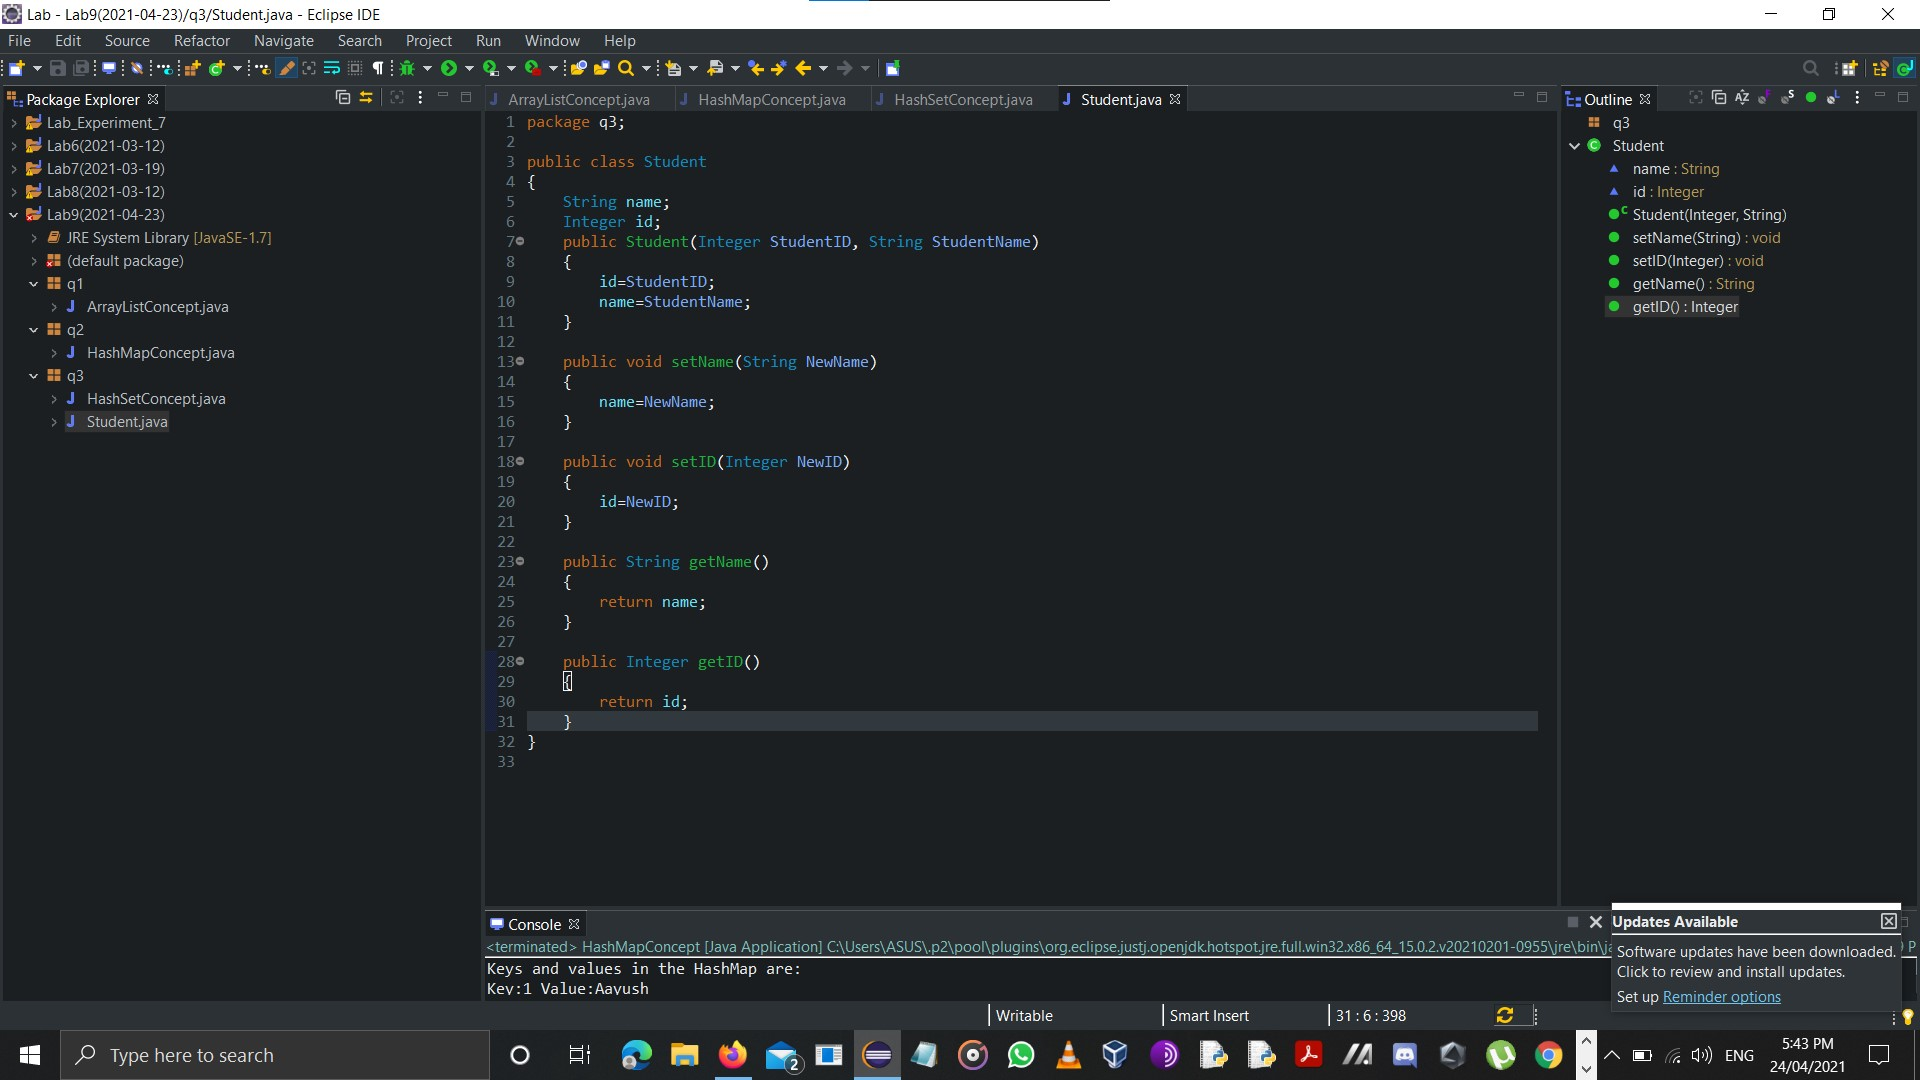 Lab - Lab9(2021-04-23)/q3/Student.java - Eclipse IDE
File Edit Source Refactor Navigate Search Project Run Window Help
Package Explorer
Lab_Experiment_7
Lab6(2021-03-12)
Lab7(2021-03-19)
Lab8(2021-03-12)
Lab9(2021-04-23)
JRE System Library [JavaSE-1.7]
(default package)
q1
ArrayListConcept.java
q2
HashMapConcept.java
q3
HashSetConcept.java
Student.java
ArrayListConcept.java HashMapConcept.java HashSetConcept.java Student.java
1 package q3;
2
3 public class Student
4 {
5 String name;
6 Integer id;
7 public Student(Integer StudentID, String StudentName)
8 {
9 id=StudentID;
10 name=StudentName;
11 }
12
13 public void setName(String NewName)
14 {
15 name=NewName;
16 }
17
18 public void setID(Integer NewID)
19 {
20 id=NewID;
21 }
22
23 public String getName()
24 {
25 return name;
26 }
27
28 public Integer getID()
29 {
30 return id;
31 }
32 }
33
Outline
q3
Student
name : String
id : Integer
Student(Integer, String)
setName(String) : void
setID(Integer) : void
getName() : String
getID() : Integer
Console
<terminated> HashMapConcept [Java Application] C:\Users\ASUS\.p2\pool\plugins\org.eclipse.justj.openjdk.hotspot.jre.full.win32.x86_64_15.0.2.v20210201-0955\jre\bin\
Keys and values in the HashMap are:
Key:1 Value:Aayush
Updates Available
Software updates have been downloaded.
Click to review and install updates.
Set up Reminder options
Writable Smart Insert 31 : 6 : 398
Type here to search
2
ENG
5:43 PM
24/04/2021